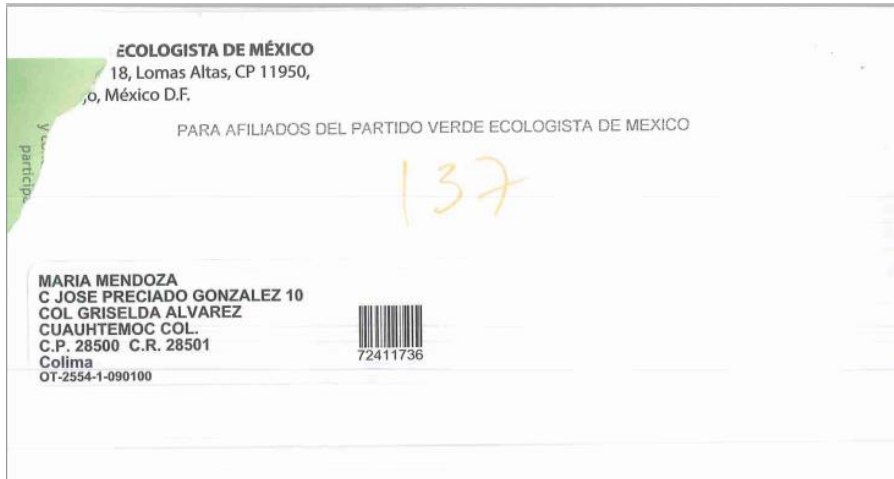 ECOLOGISTA DE MÉXICO
18, Lomas Altas, CP 11950,
México D.F.
PARA AFILIADOS DEL PARTIDO VERDE ECOLOGISTA DE MEXICO
participe
137
MARIA MENDOZA
C JOSE PRECIADO GONZALEZ 10
COL GRISELDA ALVAREZ
CUAUHTEMOC COL.
C.P. 28500 C.R. 28501
Colima
OT-2554-1-090100
72411736